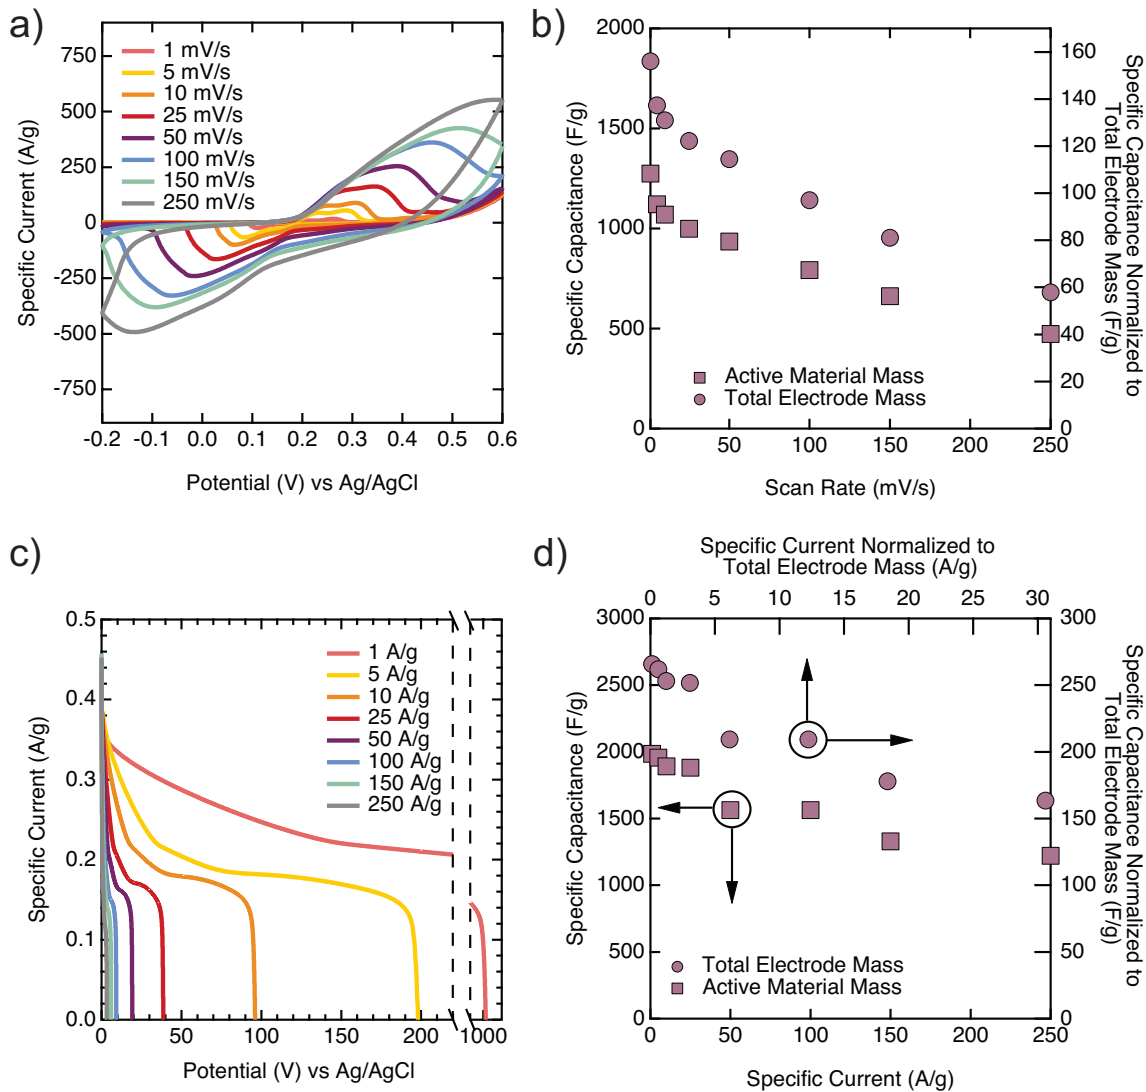 a)
750
500
250
0
-250
-500
-750
Specific Current (A/g)
1 mV/s
5 mV/s
10 mV/s
25 mV/s
50 mV/s
100 mV/s
150 mV/s
250 mV/s
-0.2 -0.1 0.0 0.1 0.2 0.3 0.4 0.5 0.6
Potential (V) vs Ag/AgCl
b)
2000
1500
1000
500
0
Specific Capacitance (F/g)
160
140
120
100
80
60
40
20
0
Specific Capacitance Normalized to
Total Electrode Mass (F/g)
Active Material Mass
Total Electrode Mass
0 50 100 150 200 250
Scan Rate (mV/s)
c)
0.5
0.4
0.3
0.2
0.1
0.0
Specific Current (A/g)
1 A/g
5 A/g
10 A/g
25 A/g
50 A/g
100 A/g
150 A/g
250 A/g
0 50 100 150 200 1000
Potential (V) vs Ag/AgCl
d)
Specific Current Normalized to
Total Electrode Mass (A/g)
0 5 10 15 20 25 30
3000
2500
2000
1500
1000
500
0
Specific Capacitance (F/g)
300
250
200
150
100
50
0
Specific Capacitance Normalized to
Total Electrode Mass (F/g)
Total Electrode Mass
Active Material Mass
0 50 100 150 200 250
Specific Current (A/g)